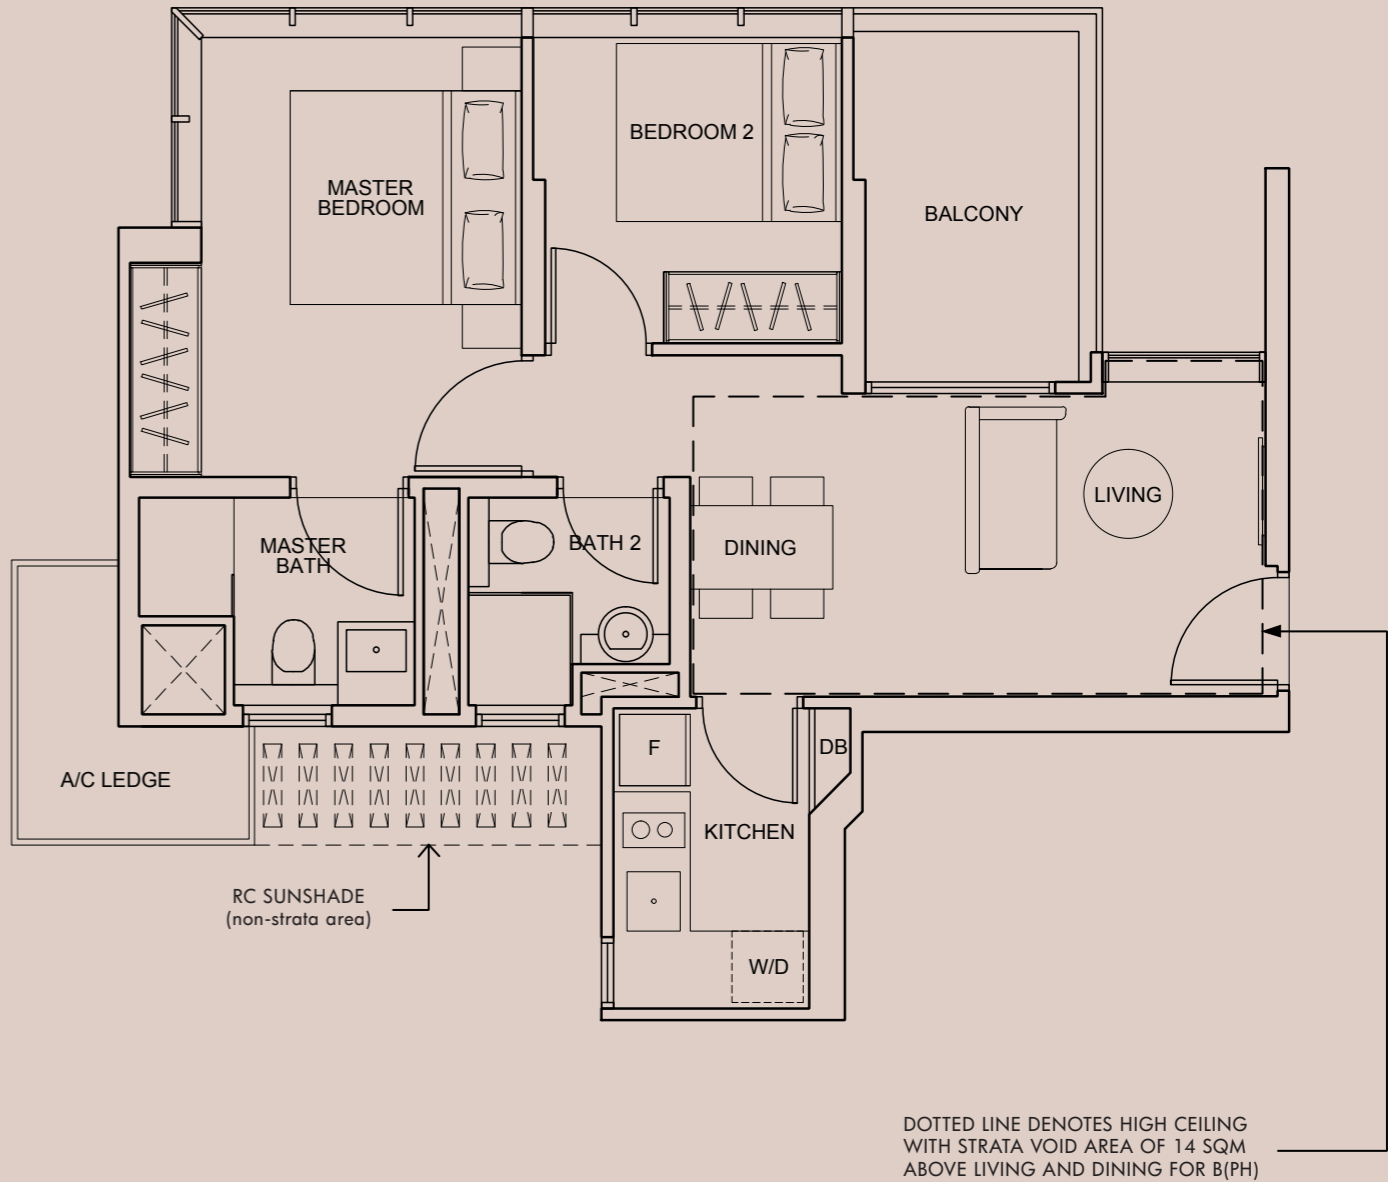 BEDROOM 2
MASTER
BEDROOM
BALCONY
LIVING
MASTER
BATH
BATH 2
DINING
A/C LEDGE
F
DB
KITCHEN
RC SUNSHADE
(non-strata area)
W/D
DOTTED LINE DENOTES HIGH CEILING
WITH STRATA VOID AREA OF 14 SQM
ABOVE LIVING AND DINING FOR B(PH)